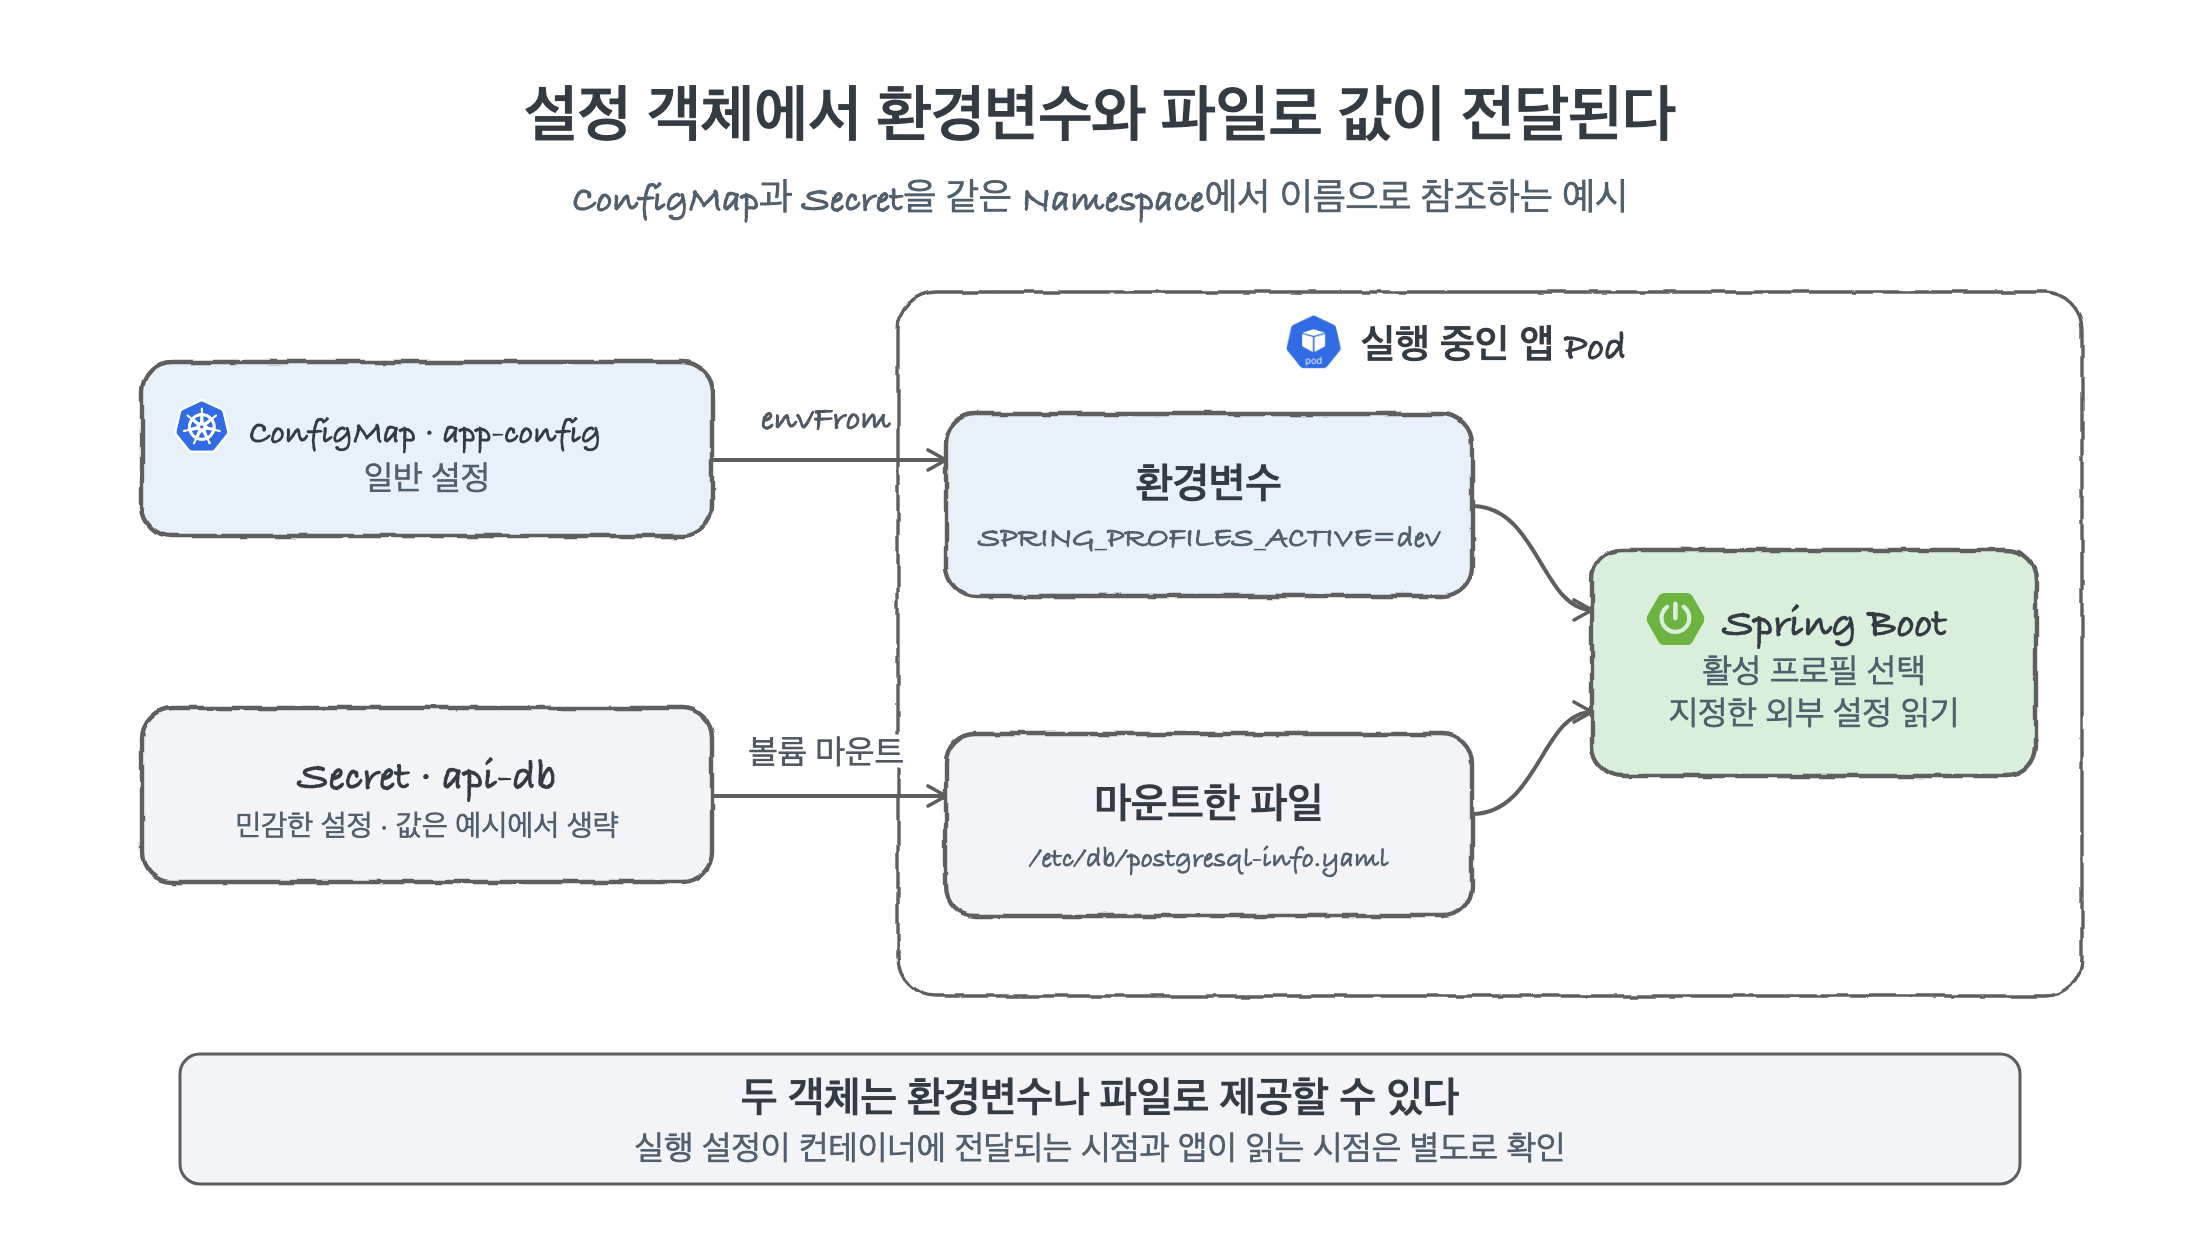 설정 객체에서 환경변수와 파일로 값이 전달된다
ConfigMap과 Secret을 같은 Namespace에서 이름으로 참조하는 예시
pod
실행 중인 앱 Pod
ConfigMap · app-config
일반 설정
envFrom
환경변수
SPRING_PROFILES_ACTIVE=dev
Spring Boot
활성 프로필 선택
지정한 외부 설정 읽기
Secret · api-db
민감한 설정 · 값은 예시에서 생략
볼륨 마운트
마운트한 파일
/etc/db/postgresql-info.yaml
두 객체는 환경변수나 파일로 제공할 수 있다
실행 설정이 컨테이너에 전달되는 시점과 앱이 읽는 시점은 별도로 확인